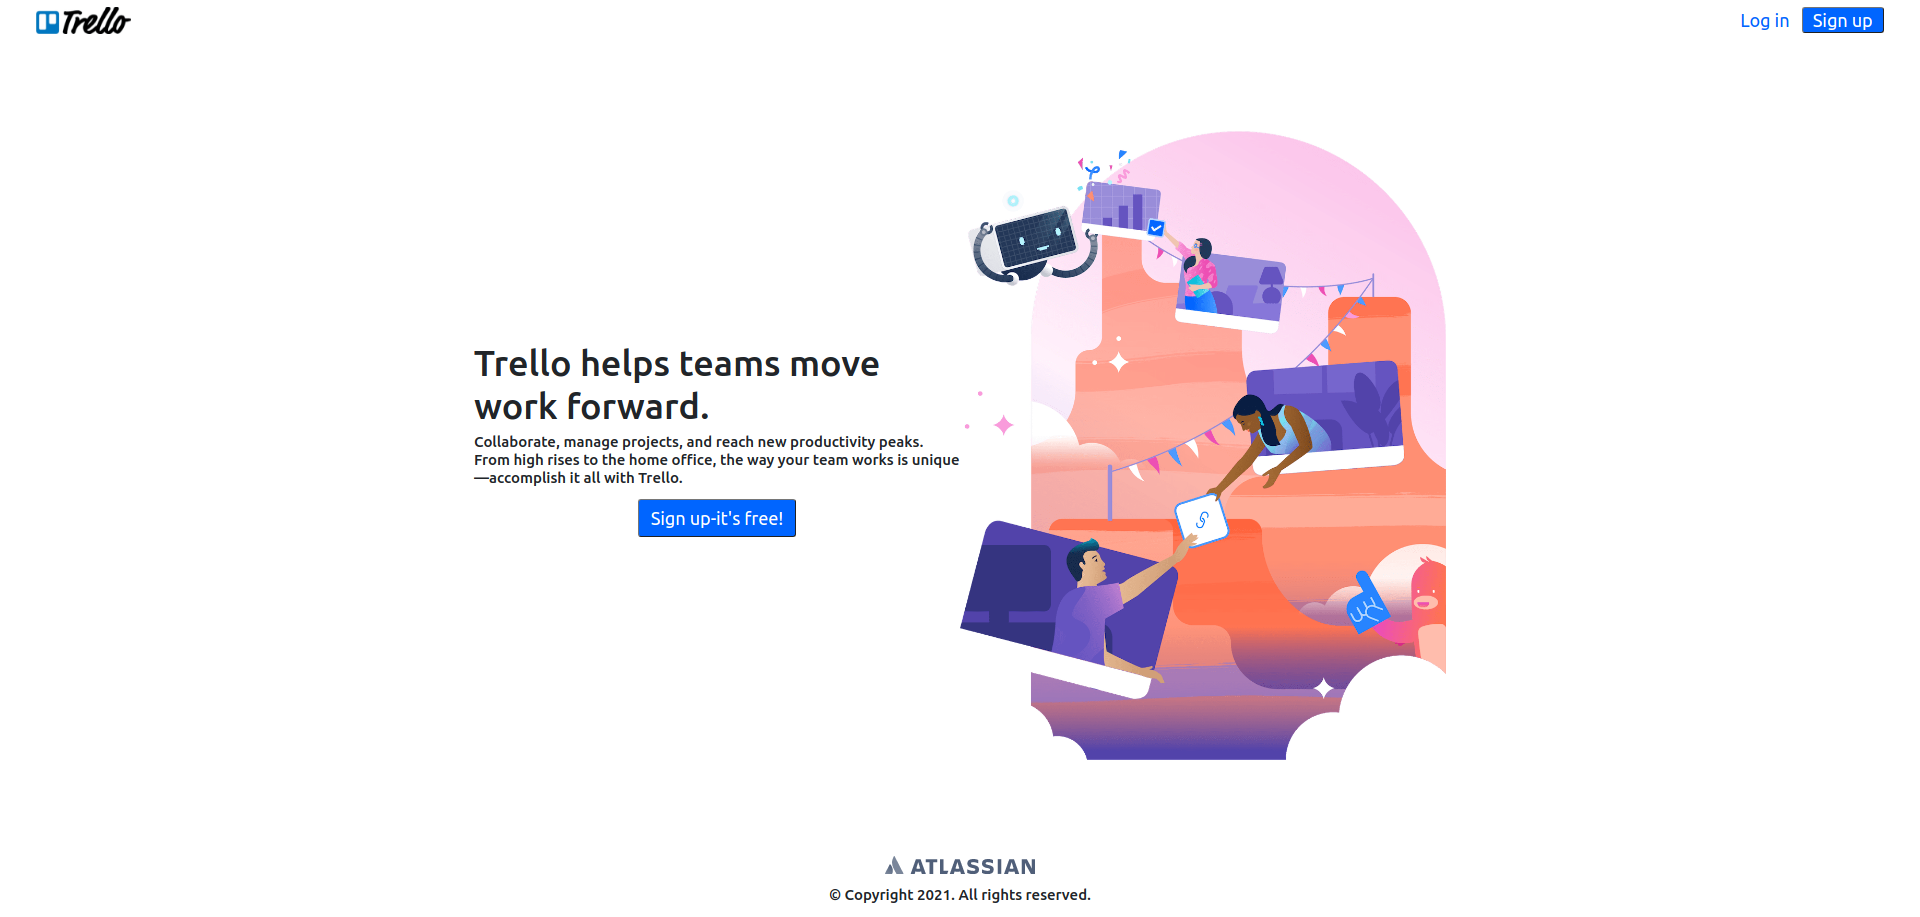 Trello
Log in
Sign up
Trello helps teams move
work forward.
Collaborate, manage projects, and reach new productivity peaks.
From high rises to the home office, the way your team works is unique
—accomplish it all with Trello.
Sign up-it's free!
ATLASSIAN
© Copyright 2021. All rights reserved.